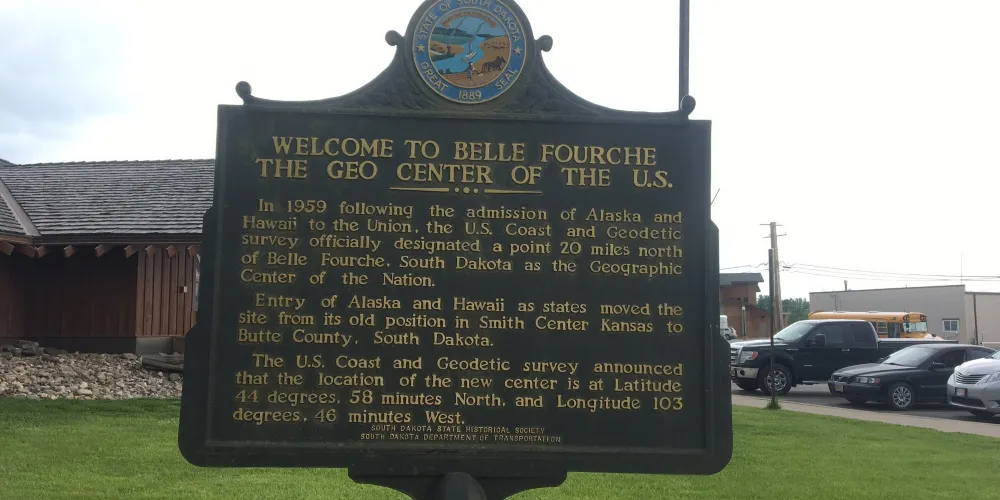 STATE OF SOUTH DAKOTA
GREAT SEAL
1889
WELCOME TO BELLE FOURCHE
THE GEO CENTER OF THE U.S.
In 1959 following the admission of Alaska and
Hawaii to the Union, the U.S. Coast and Geodetic
survey officially designated a point 20 miles north
of Belle Fourche, South Dakota as the Geographic
Center of the Nation.
Entry of Alaska and Hawaii as states moved the
site from its old position in Smith Center Kansas to
Butte County, South Dakota.
The U.S. Coast and Geodetic survey announced
that the location of the new center is at Latitude
44 degrees, 58 minutes North, and Longitude 103
degrees, 46 minutes West.
SOUTH DAKOTA STATE HISTORICAL SOCIETY
SOUTH DAKOTA DEPARTMENT OF TRANSPORTATION